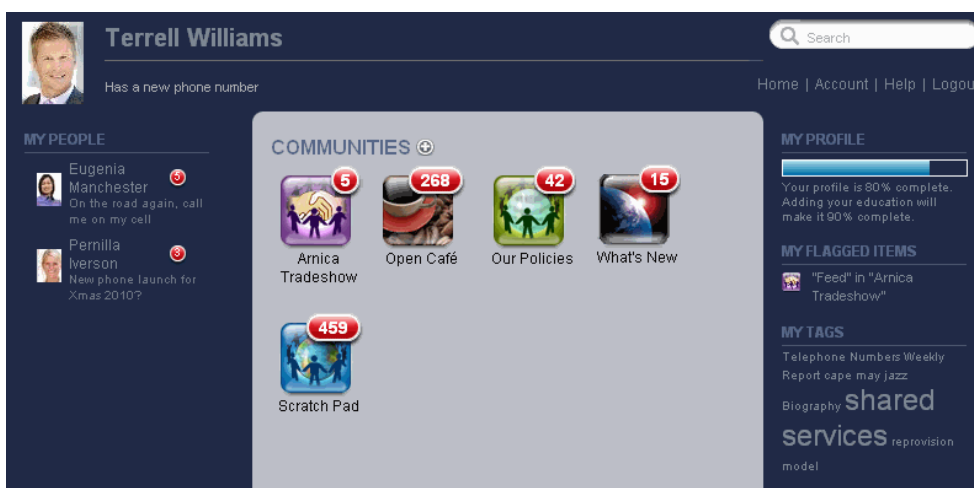 Terrell Williams
Has a new phone number
Search
Home | Account | Help | Logou
MY PEOPLE
Eugenia
Manchester
5
On the road again, call
me on my cell
Pernilla
Iverson
3
New phone launch for
Xmas 2010?
COMMUNITIES
5
268
42
15
Arnica
Tradeshow
Open Café
Our Policies
What's New
459
Scratch Pad
MY PROFILE
Your profile is 80% complete.
Adding your education will
make it 90% complete.
MY FLAGGED ITEMS
"Feed" in "Arnica
Tradeshow"
MY TAGS
Telephone Numbers Weekly
Report cape may jazz
Biography shared
services reprovision
model